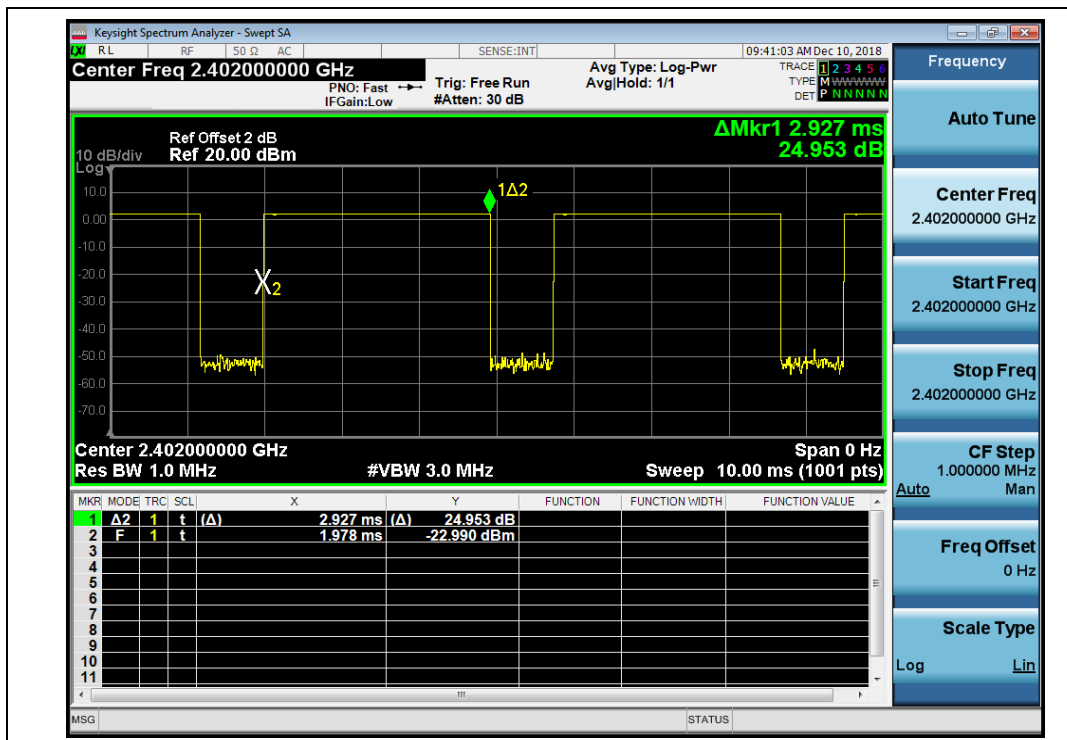 Keysight Spectrum Analyzer - Swept SA
LXI RL RF 50 Ω AC SENSE:INT 09:41:03 AM Dec 10, 2018
Center Freq 2.402000000 GHz
PNO: Fast
IFGain:Low
Trig: Free Run
#Atten: 30 dB
Avg Type: Log-Pwr
Avg|Hold: 1/1
TRACE 1 2 3 4 5 6
TYPE MWWWWW
DET P N N N N N
ΔMkr1 2.927 ms
24.953 dB
Ref Offset 2 dB
10 dB/div Ref 20.00 dBm
Log
10.0
0.00
-10.0
-20.0
-30.0
-40.0
-50.0
-60.0
-70.0
1Δ2
X2
Center 2.402000000 GHz Span 0 Hz
Res BW 1.0 MHz #VBW 3.0 MHz Sweep 10.00 ms (1001 pts)
MKR MODE TRC SCL X Y FUNCTION FUNCTION WIDTH FUNCTION VALUE
1 Δ2 1 t (Δ) 2.927 ms (Δ) 24.953 dB
2 F 1 t 1.978 ms -22.990 dBm
3
4
5
6
7
8
9
10
11
MSG STATUS
Frequency
Auto Tune
Center Freq
2.402000000 GHz
Start Freq
2.402000000 GHz
Stop Freq
2.402000000 GHz
CF Step
1.000000 MHz
Auto Man
Freq Offset
0 Hz
Scale Type
Log Lin